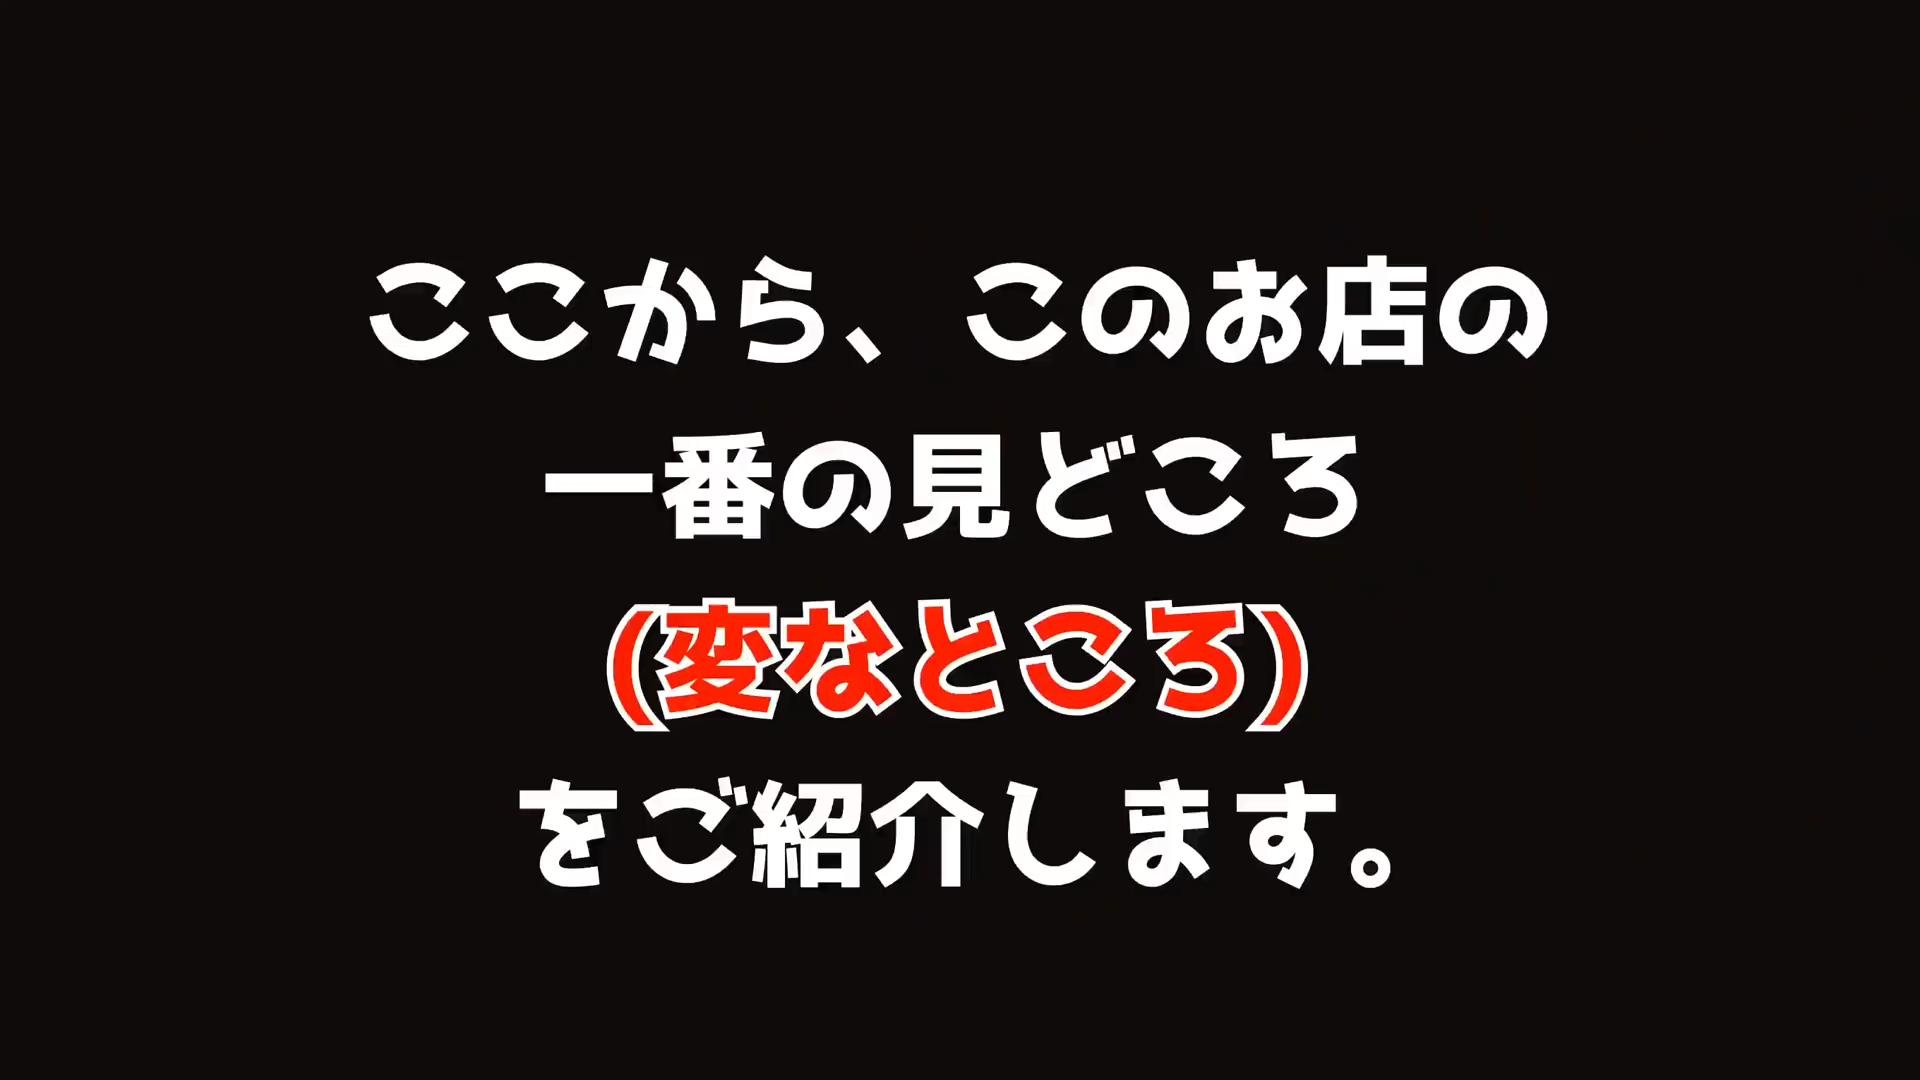 ここから、このお店の
一番の見どころ
(変なところ)
をご紹介します。